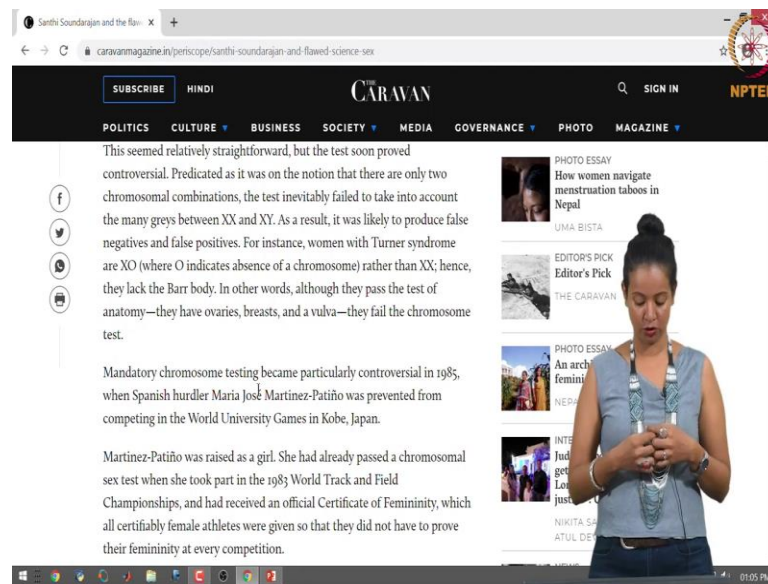 Santhi Soundarajan and the flaw
caravanmagazine.in/periscope/santhi-soundarajan-and-flawed-science-sex
NPTEL
SUBSCRIBE HINDI THE CARAVAN SIGN IN
POLITICS CULTURE BUSINESS SOCIETY MEDIA GOVERNANCE PHOTO MAGAZINE
This seemed relatively straightforward, but the test soon proved
controversial. Predicated as it was on the notion that there are only two
chromosomal combinations, the test inevitably failed to take into account
the many greys between XX and XY. As a result, it was likely to produce false
negatives and false positives. For instance, women with Turner syndrome
are XO (where O indicates absence of a chromosome) rather than XX; hence,
they lack the Barr body. In other words, although they pass the test of
anatomy—they have ovaries, breasts, and a vulva—they fail the chromosome
test.
Mandatory chromosome testing became particularly controversial in 1985,
when Spanish hurdler Maria José Martinez-Patiño was prevented from
competing in the World University Games in Kobe, Japan.
Martinez-Patiño was raised as a girl. She had already passed a chromosomal
sex test when she took part in the 1983 World Track and Field
Championships, and had received an official Certificate of Femininity, which
all certifiably female athletes were given so that they did not have to prove
their femininity at every competition.
PHOTO ESSAY
How women navigate
menstruation taboos in
Nepal
UMA BISTA
EDITOR'S PICK
Editor's Pick
THE CARAVAN
PHOTO ESSAY
An arch
femini
NEPA
INTE
Jud
get
Lor
just
NIKITA SA
ATUL DEV
01:05 PM